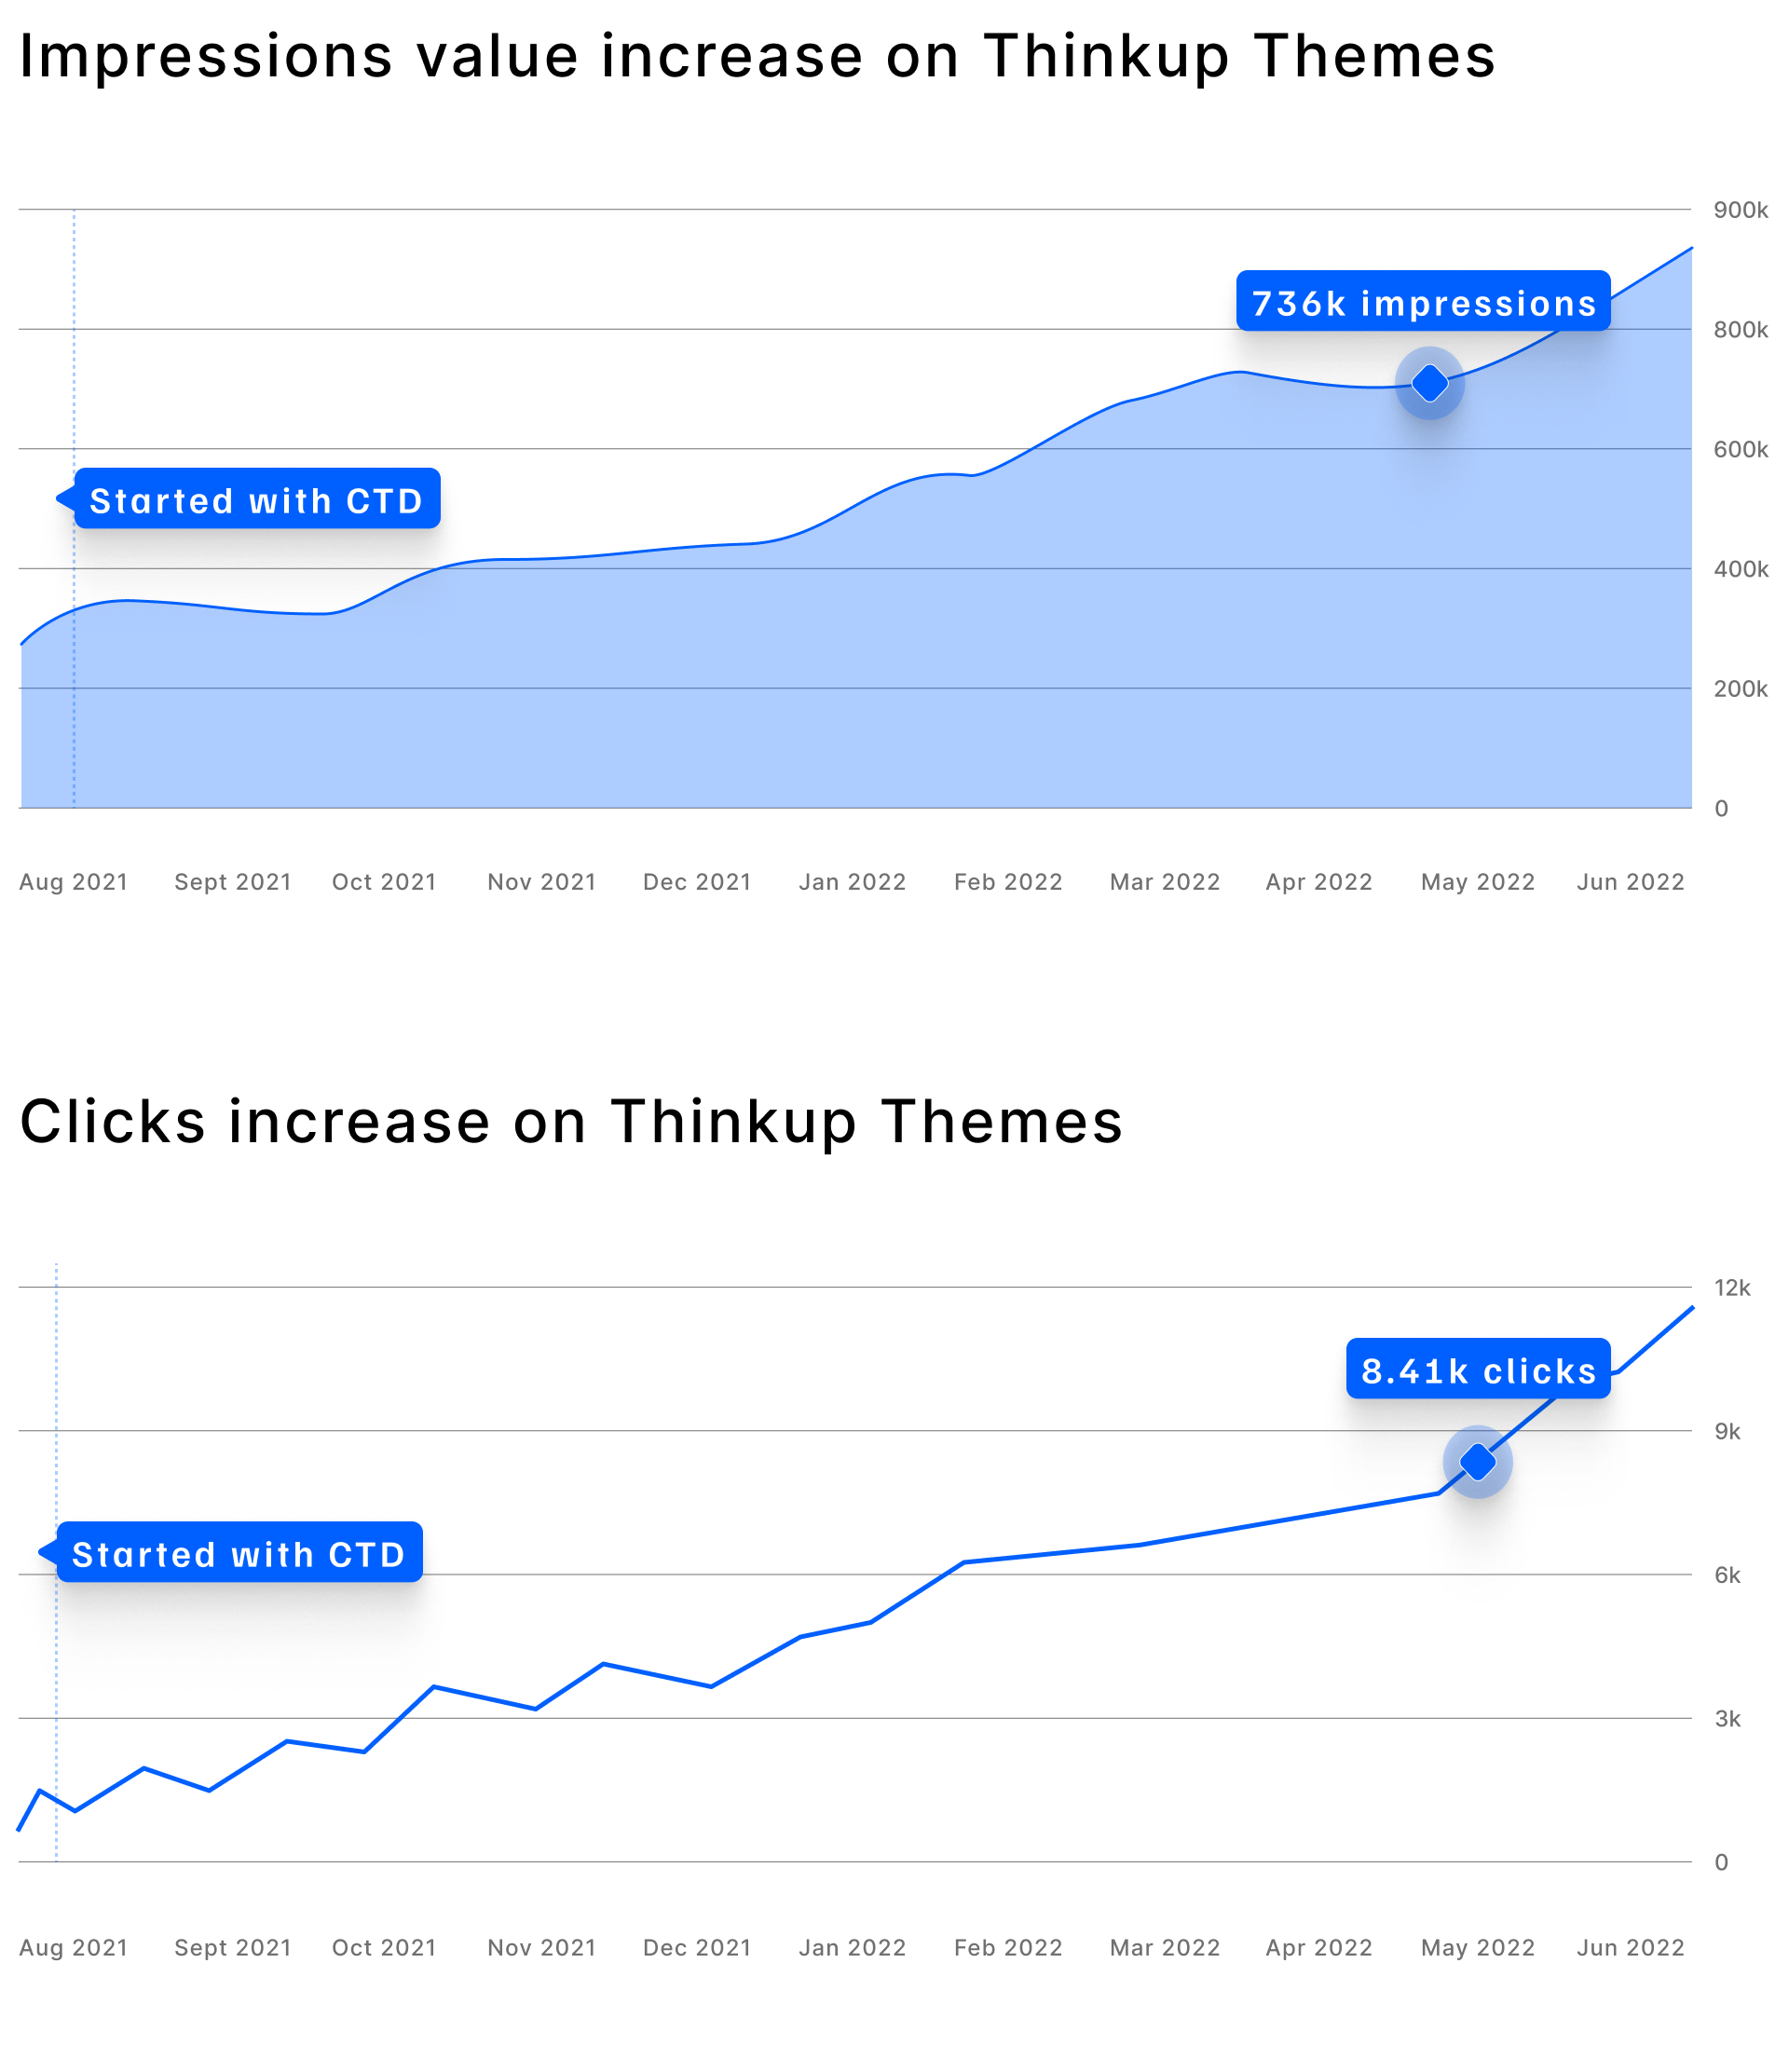 Impressions value increase on Thinkup Themes
900k
736k impressions
800k
600k
Started with CTD
400k
200k
0
Aug 2021 Sept 2021 Oct 2021 Nov 2021 Dec 2021 Jan 2022 Feb 2022 Mar 2022 Apr 2022 May 2022 Jun 2022
Clicks increase on Thinkup Themes
12k
8.41k clicks
9k
Started with CTD
6k
3k
0
Aug 2021 Sept 2021 Oct 2021 Nov 2021 Dec 2021 Jan 2022 Feb 2022 Mar 2022 Apr 2022 May 2022 Jun 2022